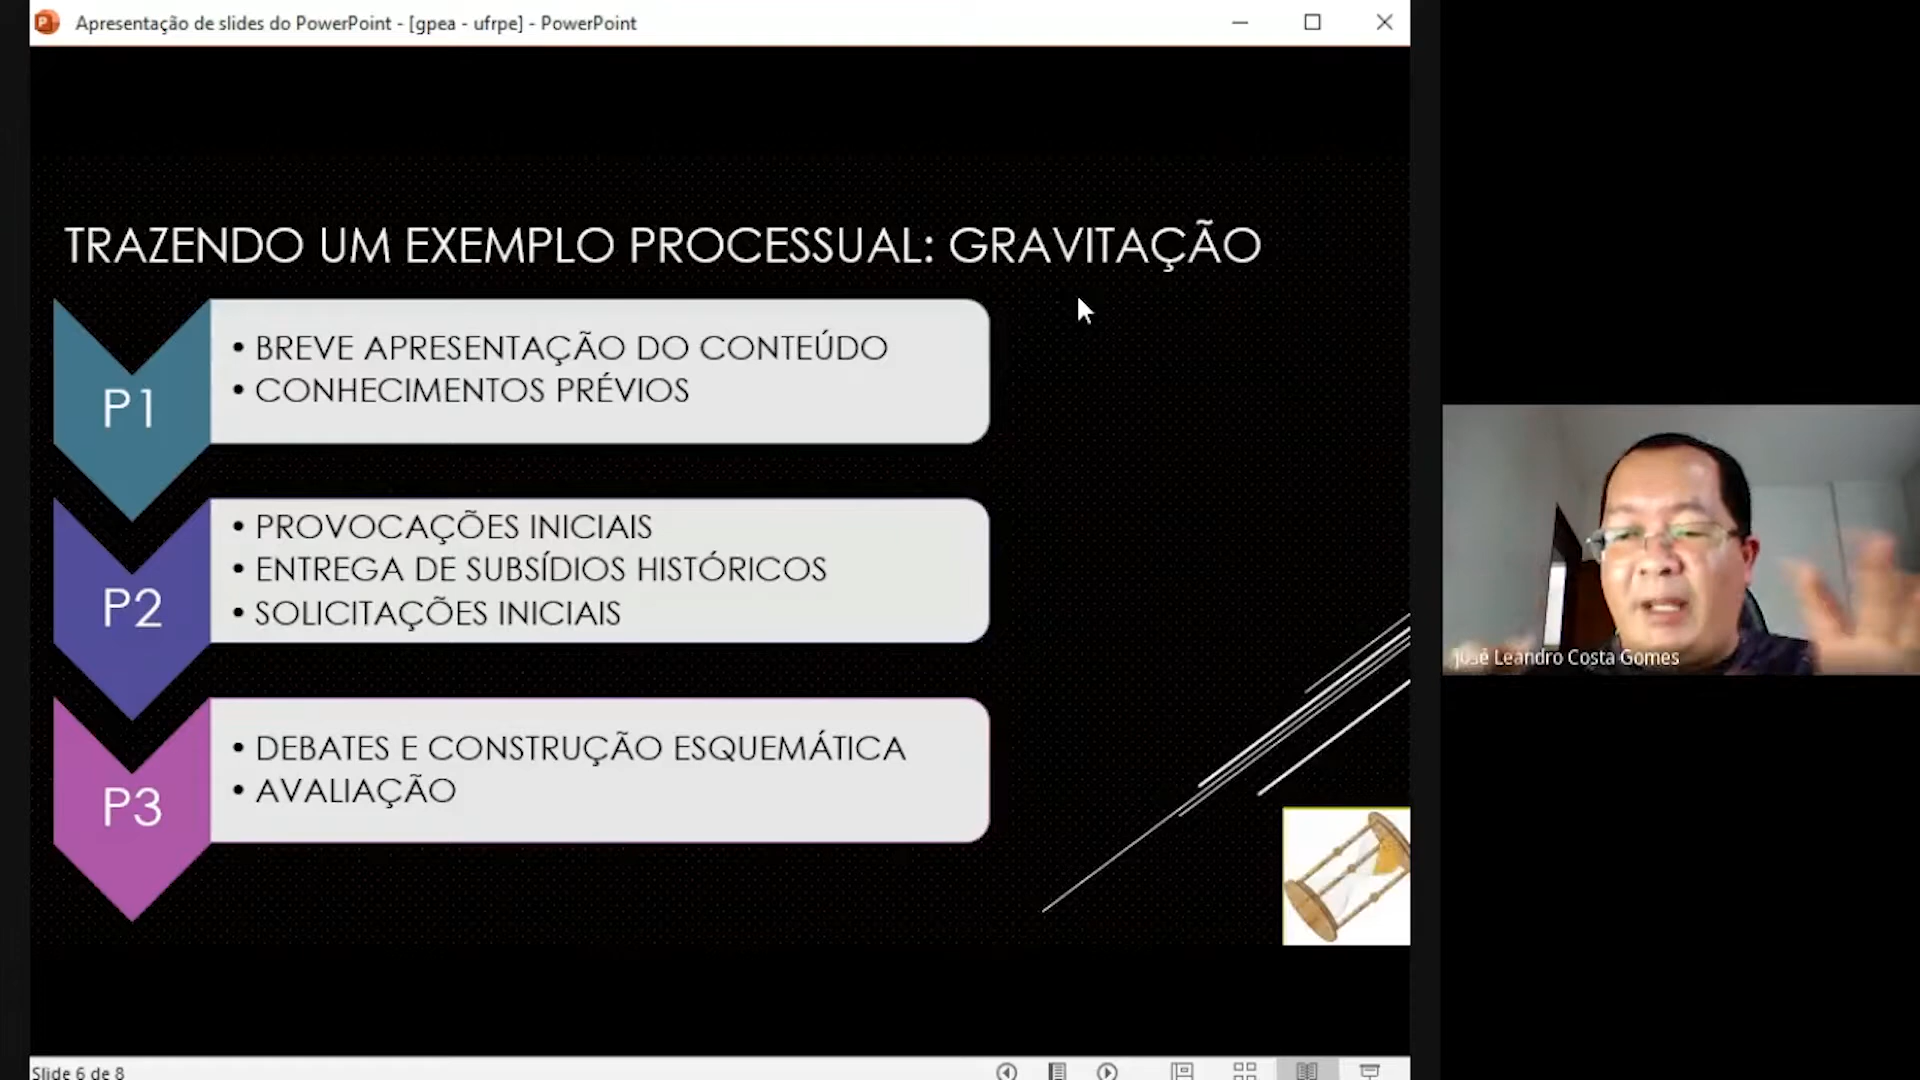 Apresentação de slides do PowerPoint - [gpea - ufrpe] - PowerPoint
TRAZENDO UM EXEMPLO PROCESSUAL: GRAVITAÇÃO
P1
• BREVE APRESENTAÇÃO DO CONTEÚDO
• CONHECIMENTOS PRÉVIOS
P2
• PROVOCAÇÕES INICIAIS
• ENTREGA DE SUBSÍDIOS HISTÓRICOS
• SOLICITAÇÕES INICIAIS
P3
• DEBATES E CONSTRUÇÃO ESQUEMÁTICA
• AVALIAÇÃO
José Leandro Costa Gomes
Slide 6 de 8